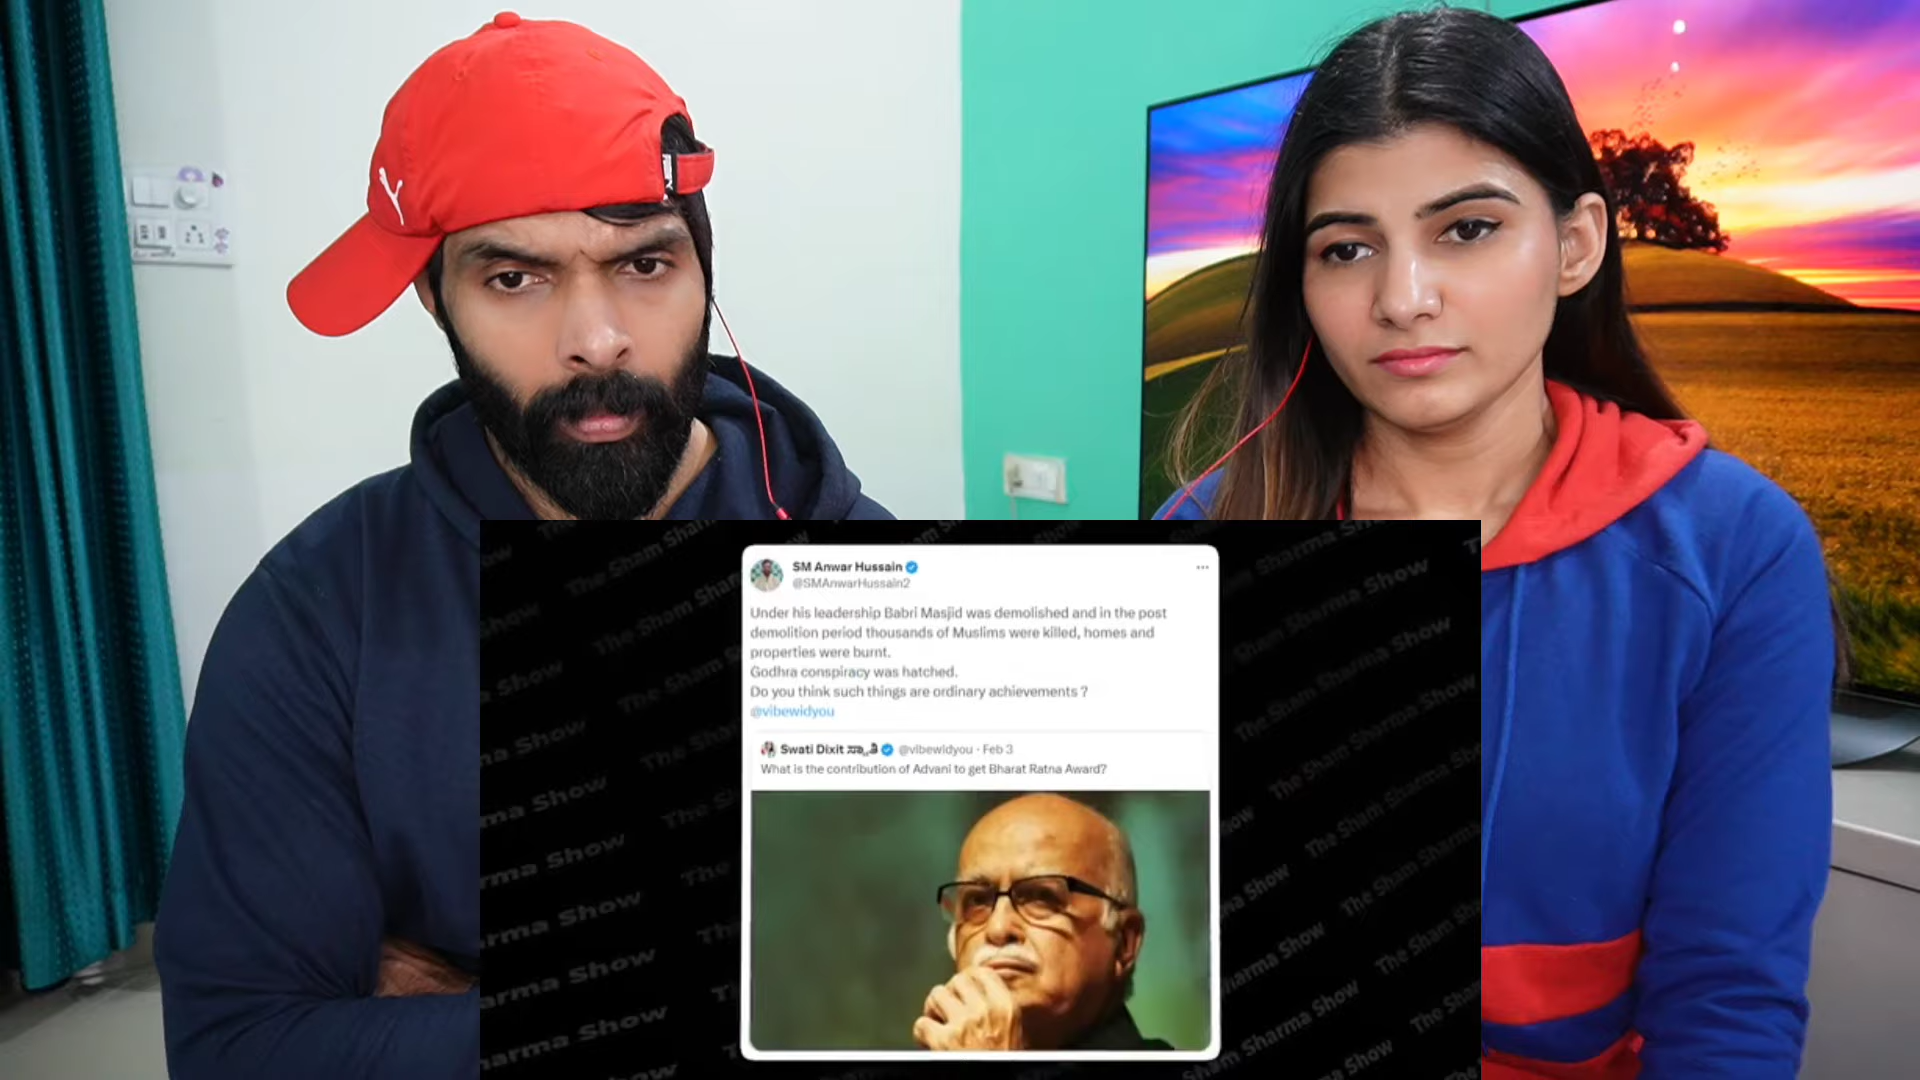 SM Anwar Hussain
@SMAnwarHussain2
Under his leadership Babri Masjid was demolished and in the post
demolition period thousands of Muslims were killed, homes and
properties were burnt.
Godhra conspiracy was hatched.
Do you think such things are ordinary achievements ?
@vibewidyou
Swati Dixit @vibewidyou · Feb 3
What is the contribution of Advani to get Bharat Ratna Award?
The Sham Sharma Show